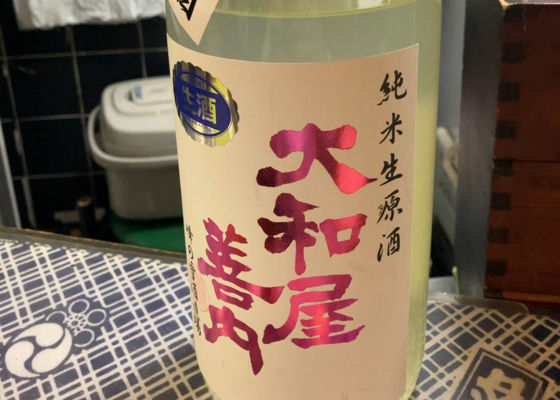 純米生原酒
大和屋
善内
生酒